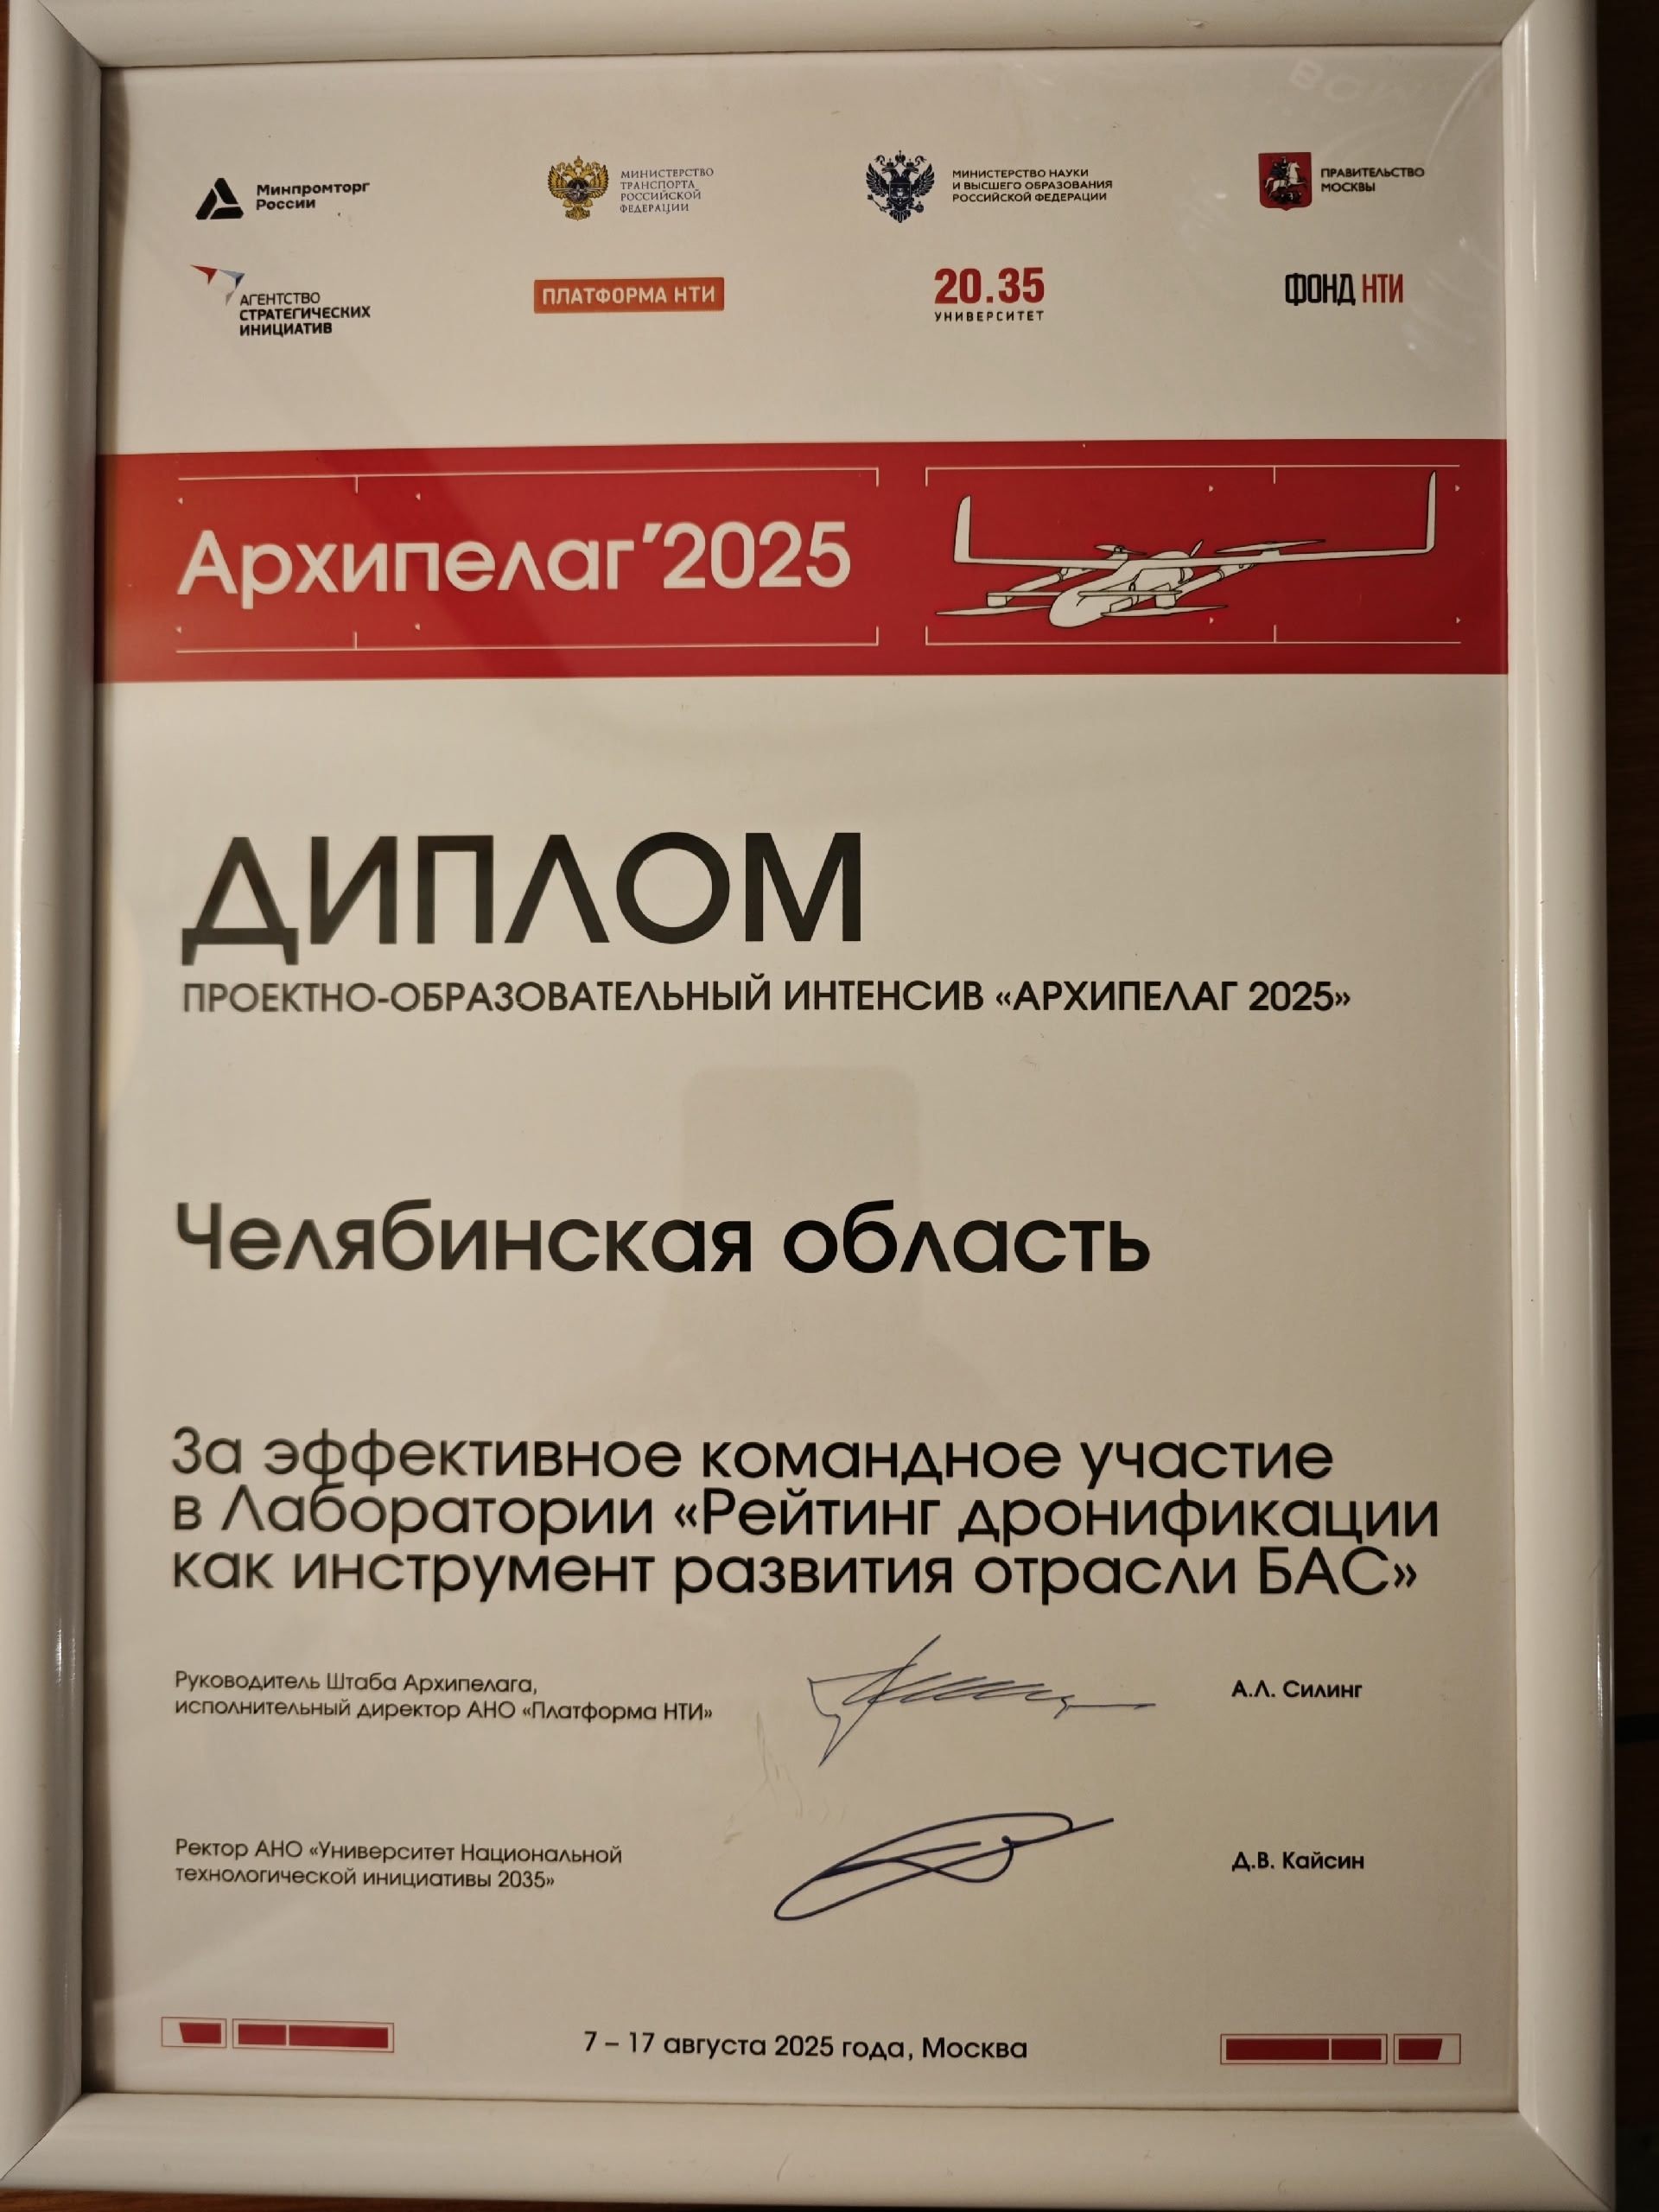 Минпромторг
России
МИНИСТЕРСТВО
ТРАНСПОРТА
РОССИЙСКОЙ
ФЕДЕРАЦИИ
МИНИСТЕРСТВО НАУКИ
И ВЫСШЕГО ОБРАЗОВАНИЯ
РОССИЙСКОЙ ФЕДЕРАЦИИ
ПРАВИТЕЛЬСТВО
МОСКВЫ
АГЕНТСТВО
СТРАТЕГИЧЕСКИХ
ИНИЦИАТИВ
ПЛАТФОРМА НТИ
20.35
УНИВЕРСИТЕТ
ФОНД НТИ
Архипелаг'2025
ДИПЛОМ
ПРОЕКТНО-ОБРАЗОВАТЕЛЬНЫЙ ИНТЕНСИВ «АРХИПЕЛАГ 2025»
Челябинская область
За эффективное командное участие
в Лаборатории «Рейтинг дронификации
как инструмент развития отрасли БАС»
Руководитель Штаба Архипелага,
исполнительный директор АНО «Платформа НТИ»
А.Л. Силинг
Ректор АНО «Университет Национальной
технологической инициативы 2035»
Д.В. Кайсин
7 – 17 августа 2025 года, Москва